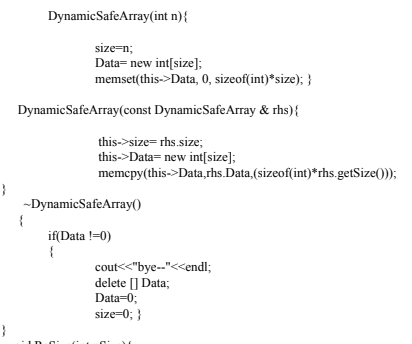 DynamicSafeArray(int n){
size=n;
Data= new int[size];
memset(this->Data, 0, sizeof(int)*size); }
DynamicSafeArray(const DynamicSafeArray & rhs){
this->size= rhs.size;
this->Data= new int[size];
memcpy(this->Data,rhs.Data,(sizeof(int)*rhs.getSize()));
}
~DynamicSafeArray()
{
if(Data !=0)
{
cout<<"bye--"<<endl;
delete [] Data;
Data=0;
size=0; }
}